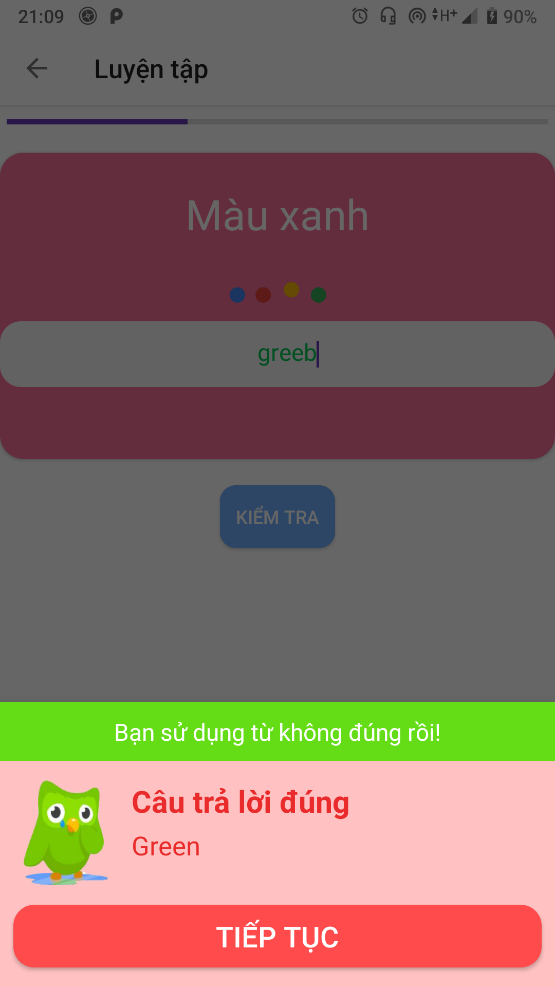 21:09
H+ 90%
Luyện tập
Màu xanh
greeb
KIỂM TRA
Bạn sử dụng từ không đúng rồi!
Câu trả lời đúng
Green
TIẾP TỤC